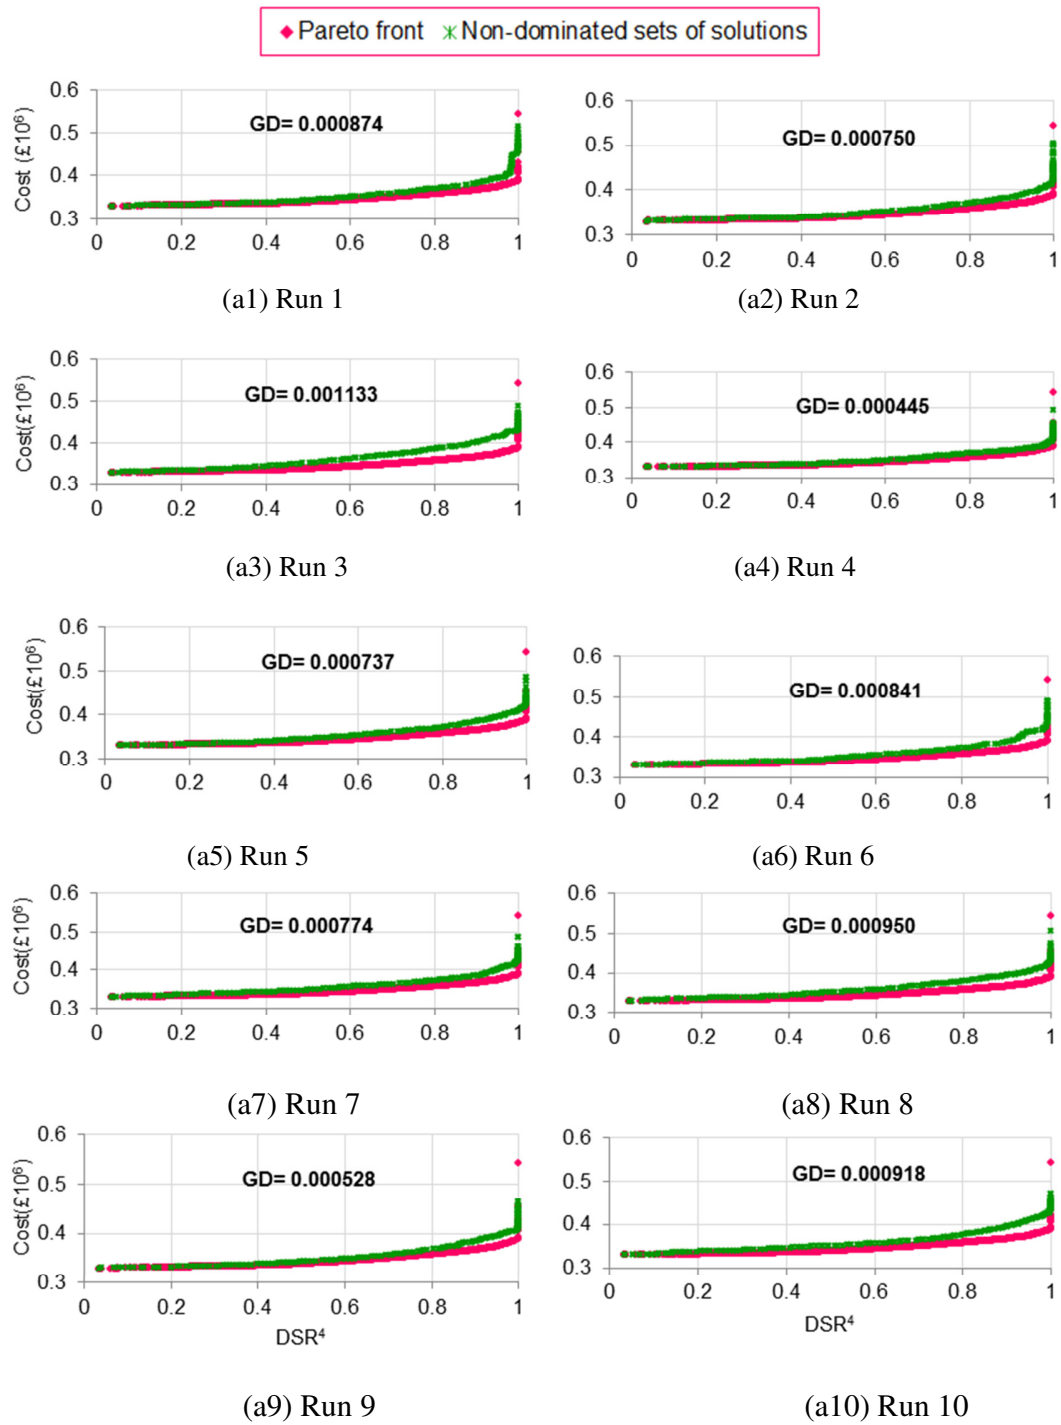 Pareto front Non-dominated sets of solutions
Cost (£10⁶)
0.6
0.5
0.4
0.3
GD= 0.000874
0 0.2 0.4 0.6 0.8 1
(a1) Run 1
0.6
0.5
0.4
0.3
GD= 0.000750
0 0.2 0.4 0.6 0.8 1
(a2) Run 2
Cost(£10⁶)
0.6
0.5
0.4
0.3
GD= 0.001133
0 0.2 0.4 0.6 0.8 1
(a3) Run 3
0.6
0.5
0.4
0.3
GD= 0.000445
0 0.2 0.4 0.6 0.8 1
(a4) Run 4
Cost(£10⁶)
0.6
0.5
0.4
0.3
GD= 0.000737
0 0.2 0.4 0.6 0.8 1
(a5) Run 5
0.6
0.5
0.4
0.3
GD= 0.000841
0 0.2 0.4 0.6 0.8 1
(a6) Run 6
Cost(£10⁶)
0.6
0.5
0.4
0.3
GD= 0.000774
0 0.2 0.4 0.6 0.8 1
(a7) Run 7
0.6
0.5
0.4
0.3
GD= 0.000950
0 0.2 0.4 0.6 0.8 1
(a8) Run 8
Cost(£10⁶)
0.6
0.5
0.4
0.3
GD= 0.000528
0 0.2 0.4 0.6 0.8 1
DSR⁴
(a9) Run 9
0.6
0.5
0.4
0.3
GD= 0.000918
0 0.2 0.4 0.6 0.8 1
DSR⁴
(a10) Run 10